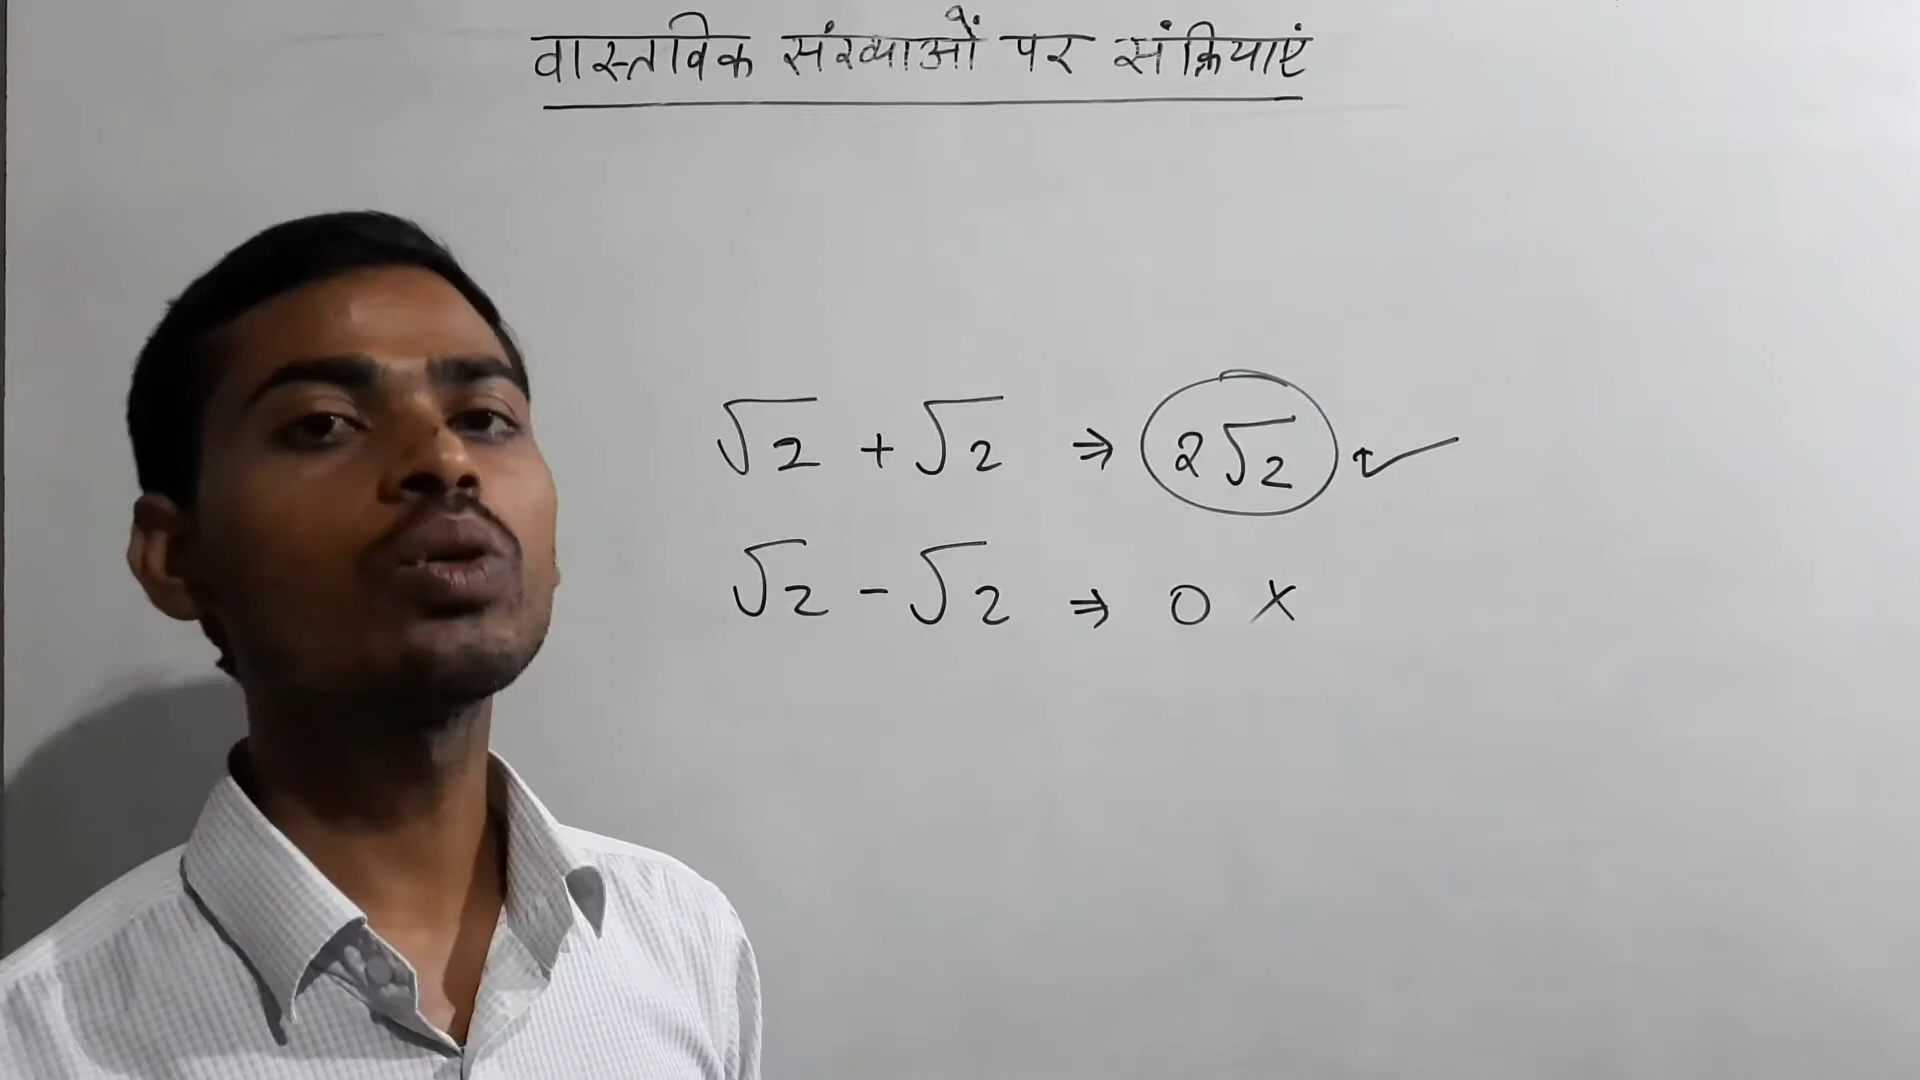 वास्तविक संख्याओं पर संक्रियाएं
√2 + √2 ⇒ 2√2 ✓
√2 - √2 ⇒ 0 ×